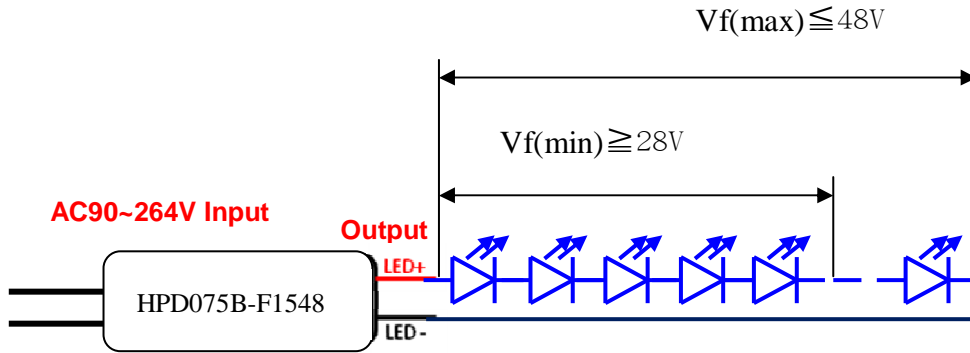 Vf(max)≦48V
Vf(min)≧28V
AC90~264V Input
Output
LED+
HPD075B-F1548
LED-